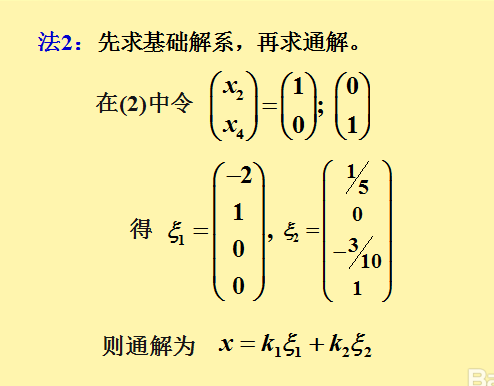 法2：先求基础解系，再求通解。
在(2)中令 (x₂ x₄) = (1 0); (0 1)
得 ξ₁ = (−2 1 0 0), ξ₂ = (1/5 0 −3/10 1)
则通解为 x = k₁ξ₁ + k₂ξ₂